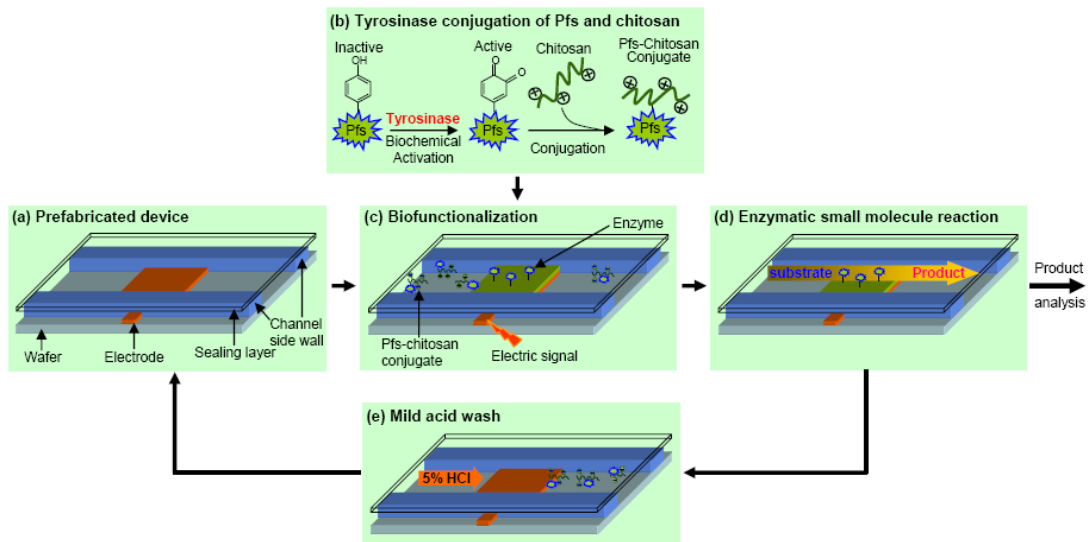 (b) Tyrosinase conjugation of Pfs and chitosan
Inactive
Active
Chitosan
Pfs-Chitosan
Conjugate
OH
O
O
Pfs
Tyrosinase
Biochemical
Activation
Pfs
Conjugation
Pfs
(a) Prefabricated device
Wafer
Electrode
Sealing layer
Channel
side wall
(c) Biofunctionalization
Enzyme
Pfs-chitosan
conjugate
Electric signal
(d) Enzymatic small molecule reaction
substrate
Product
Product
analysis
(e) Mild acid wash
5% HCl